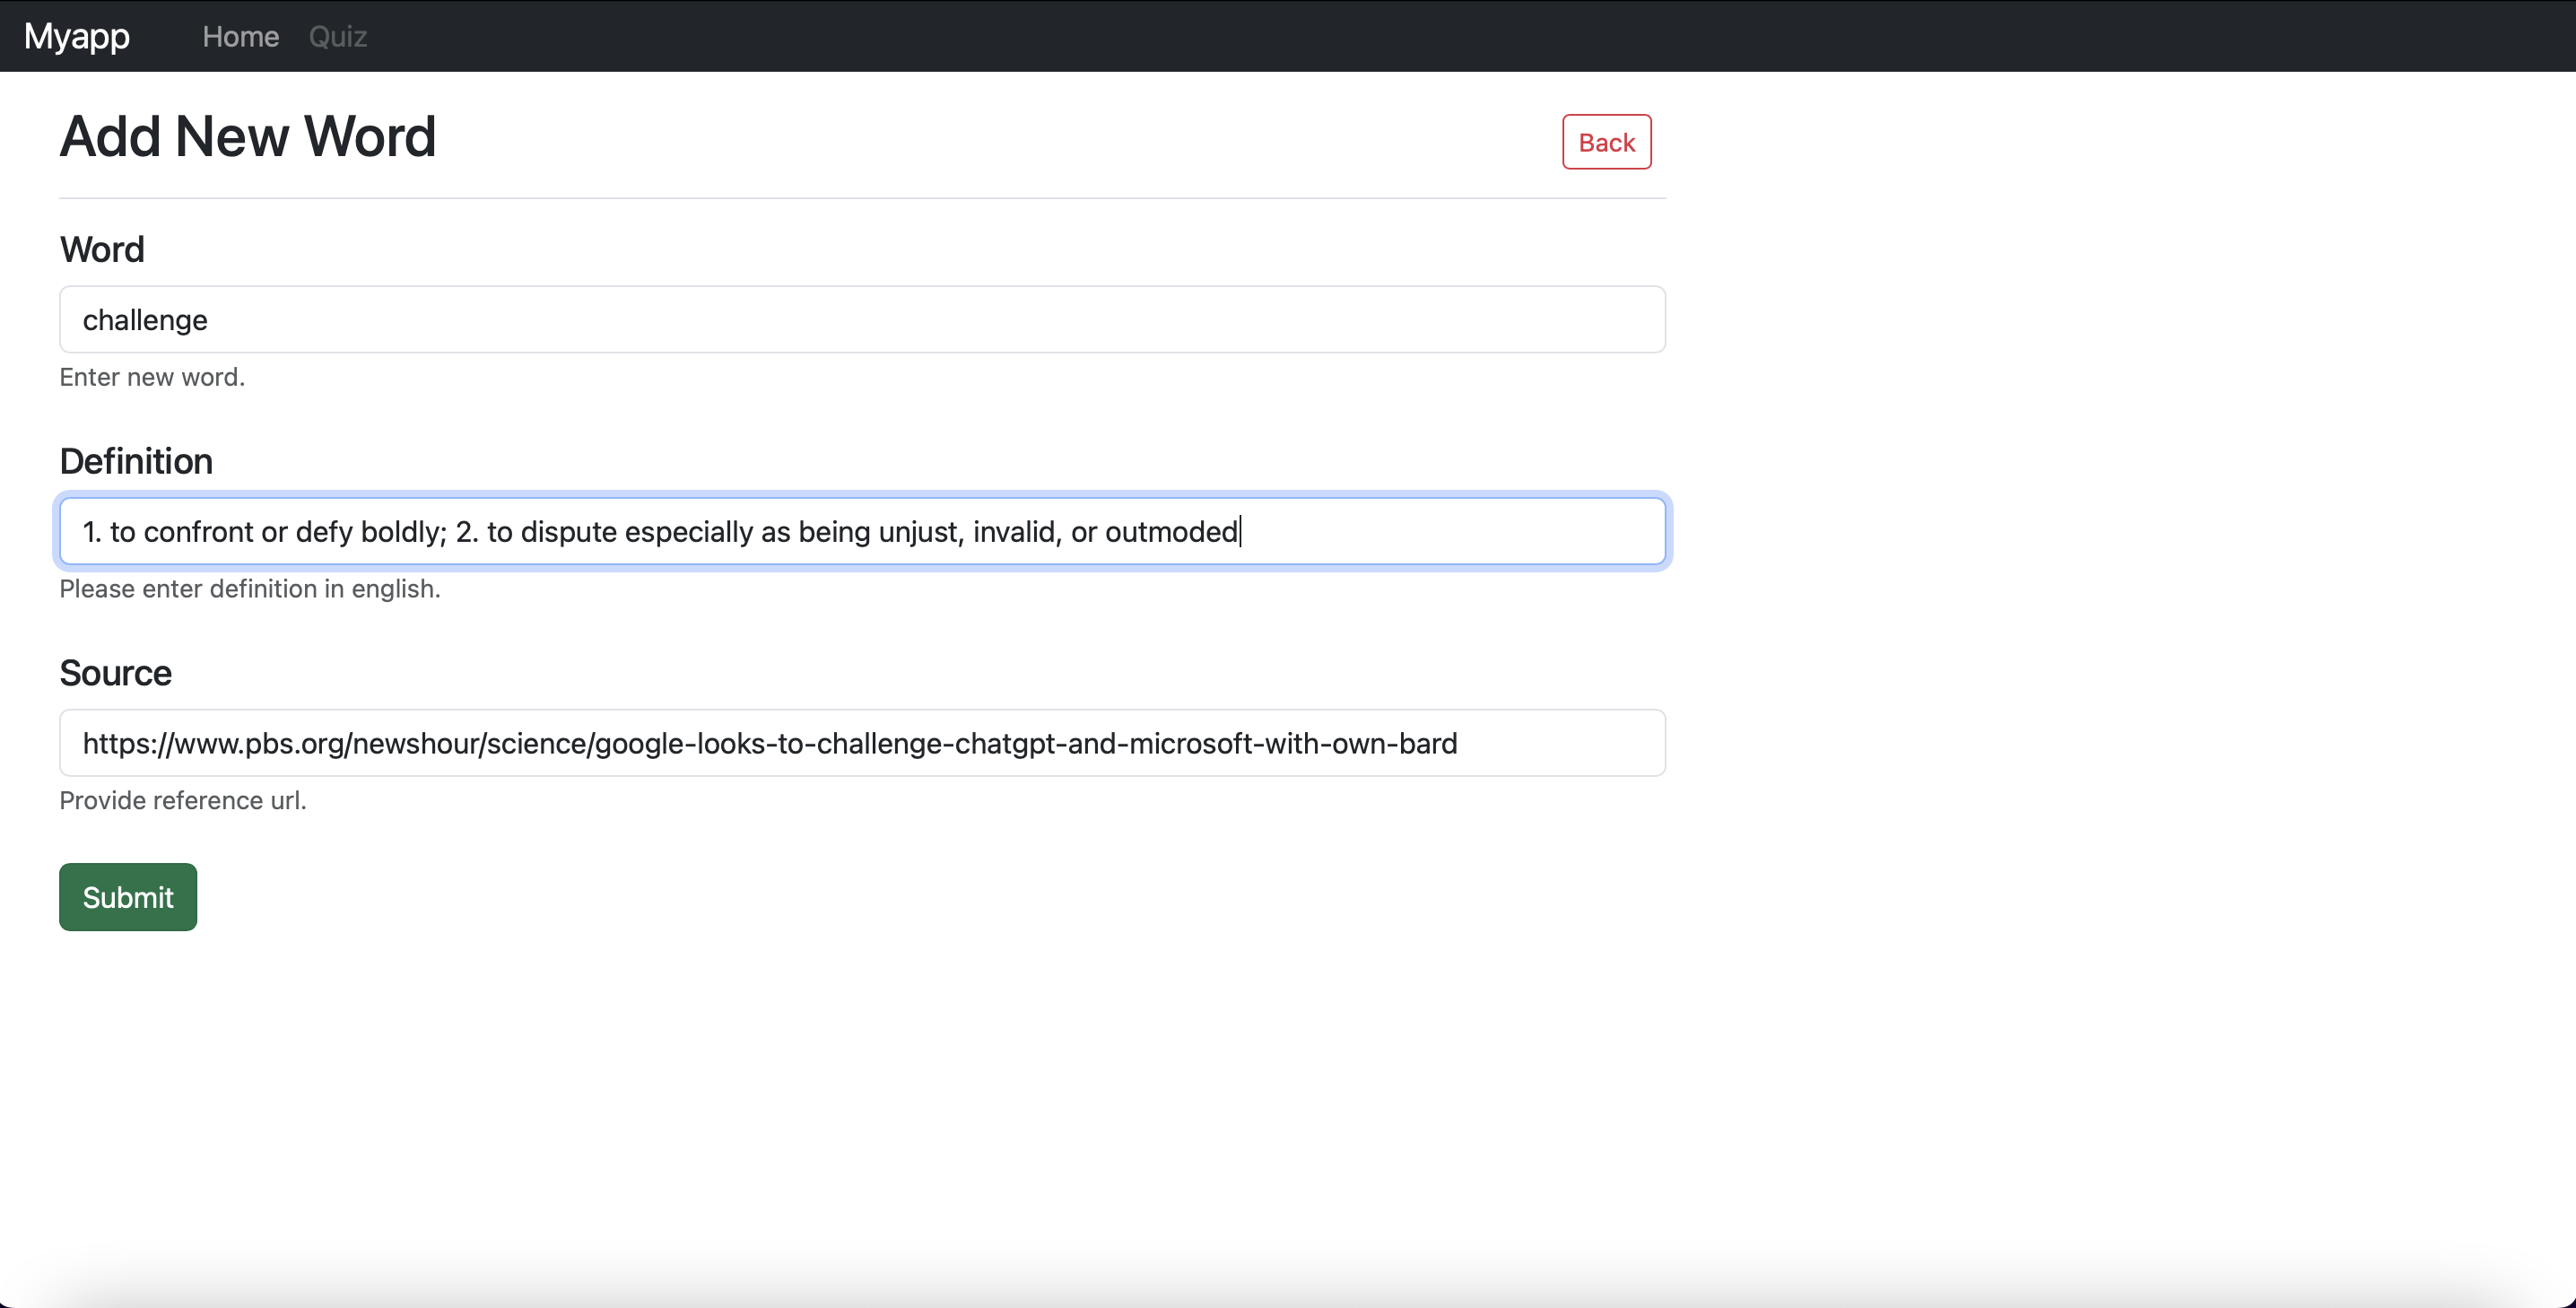 Myapp Home Quiz
Add New Word Back
Word
challenge
Enter new word.
Definition
1. to confront or defy boldly; 2. to dispute especially as being unjust, invalid, or outmoded
Please enter definition in english.
Source
https://www.pbs.org/newshour/science/google-looks-to-challenge-chatgpt-and-microsoft-with-own-bard
Provide reference url.
Submit